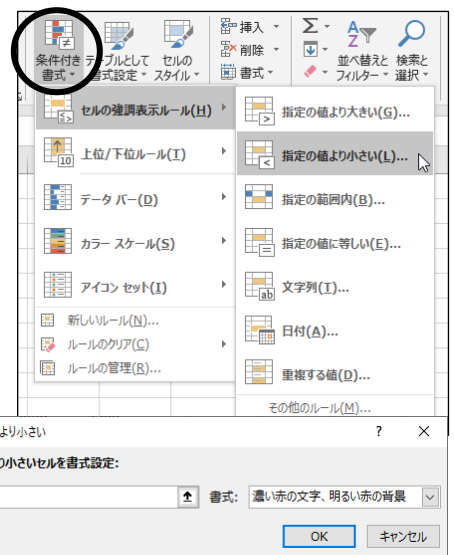 挿入
削除
書式
条件付き
書式
テーブルとして
書式設定
セルの
スタイル
並べ替えと
フィルター
検索と
選択
セルの強調表示ルール(H)
上位/下位ルール(T)
データ バー(D)
カラー スケール(S)
アイコン セット(I)
新しいルール(N)...
ルールのクリア(C)
ルールの管理(R)...
指定の値より大きい(G)...
指定の値より小さい(L)...
指定の範囲内(B)...
指定の値に等しい(E)...
文字列(T)...
日付(A)...
重複する値(D)...
その他のルール(M)...
より小さい
?
×
り小さいセルを書式設定:
書式:
濃い赤の文字、明るい赤の背景
OK
キャンセル